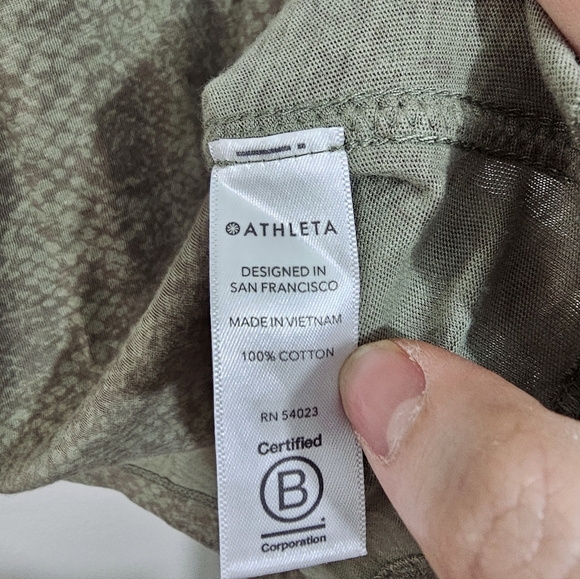 ATHLETA
DESIGNED IN
SAN FRANCISCO
MADE IN VIETNAM
100% COTTON
RN 54023
Certified
B
Corporation